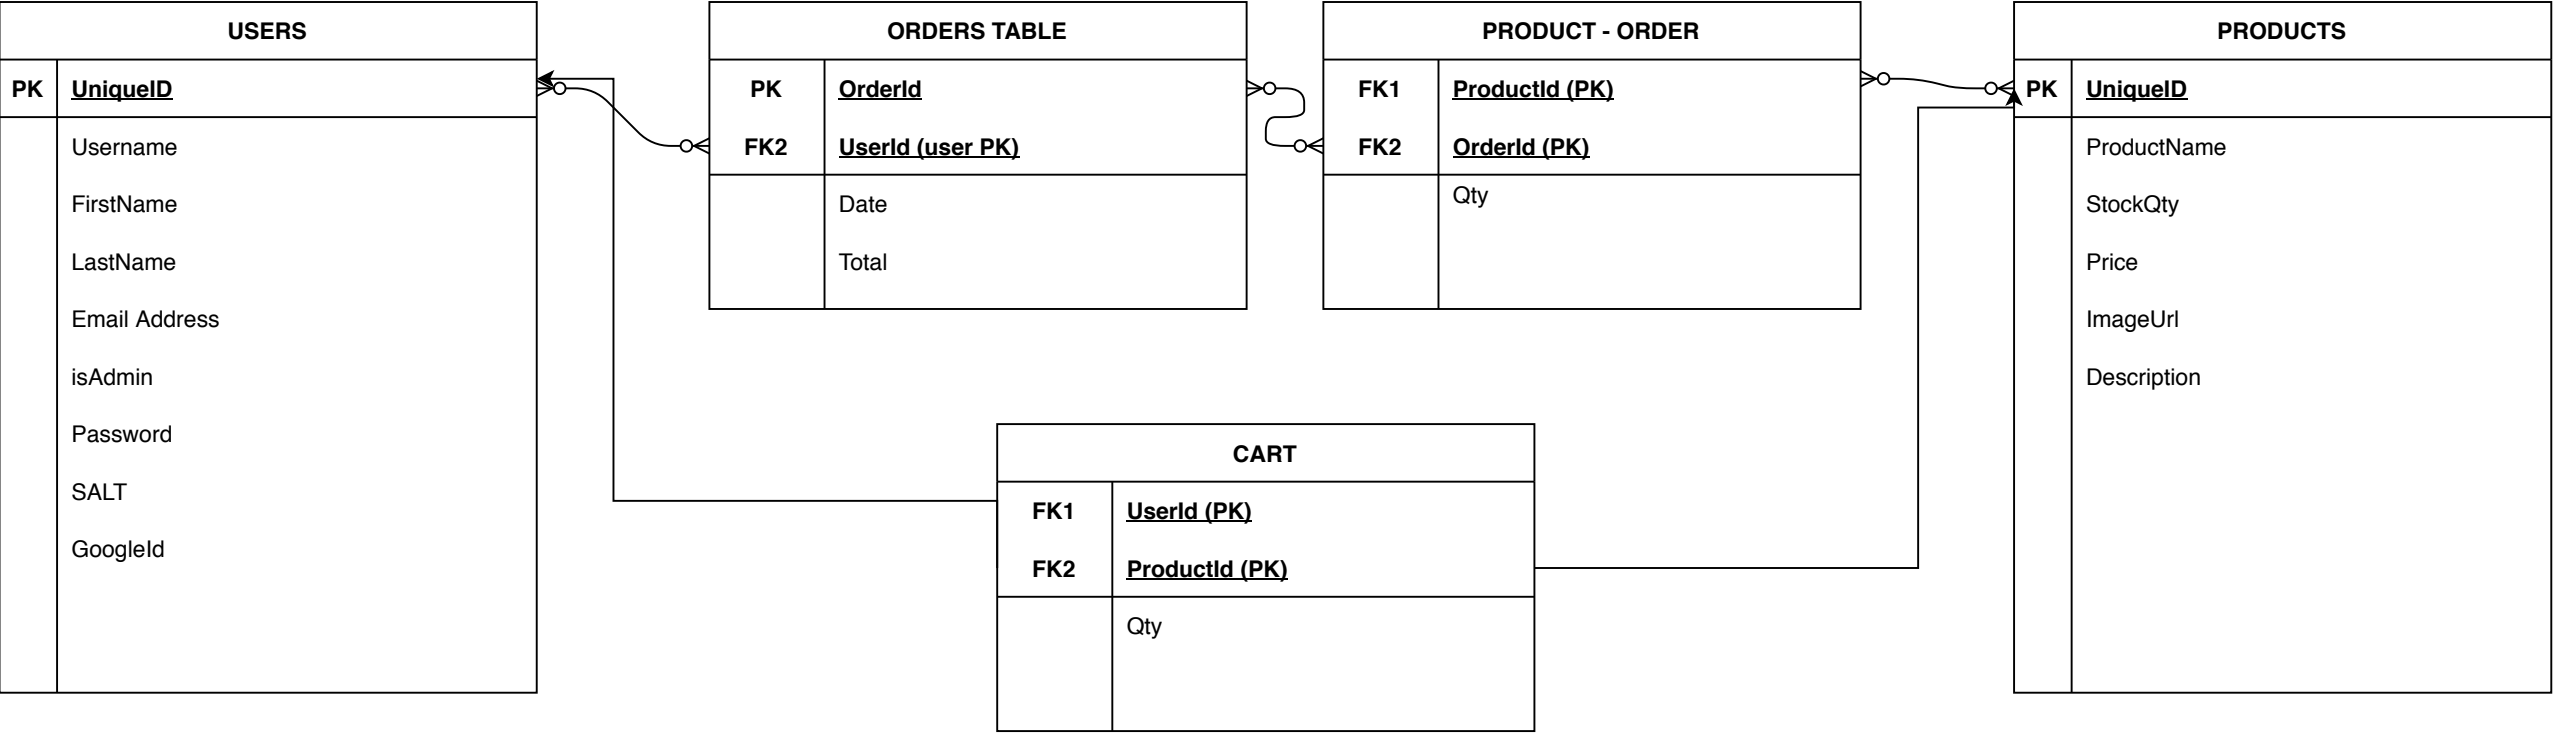 USERS
PK UniqueID
Username
FirstName
LastName
Email Address
isAdmin
Password
SALT
GoogleId
ORDERS TABLE
PK OrderId
FK2 UserId (user PK)
Date
Total
PRODUCT - ORDER
FK1 ProductId (PK)
FK2 OrderId (PK)
Qty
PRODUCTS
PK UniqueID
ProductName
StockQty
Price
ImageUrl
Description
CART
FK1 UserId (PK)
FK2 ProductId (PK)
Qty